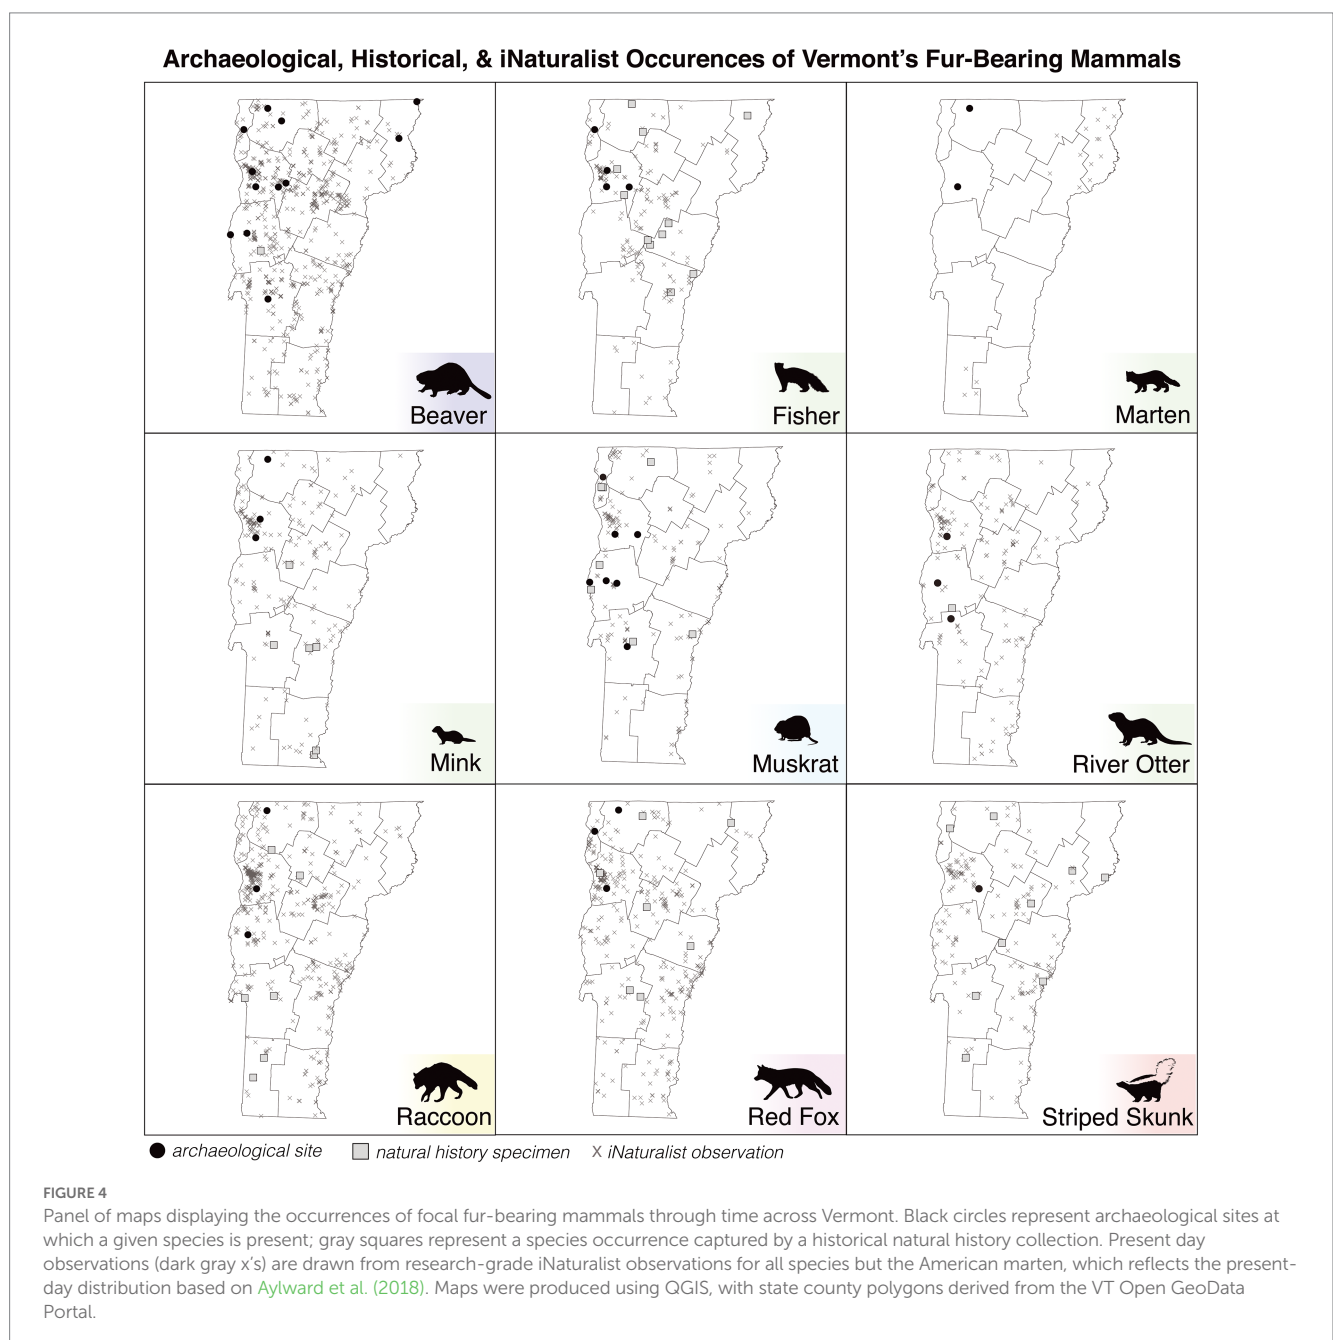 Archaeological, Historical, & iNaturalist Occurences of Vermont's Fur-Bearing Mammals
Beaver
Fisher
Marten
Mink
Muskrat
River Otter
Raccoon
Red Fox
Striped Skunk
archaeological site
natural history specimen
x iNaturalist observation
FIGURE 4
Panel of maps displaying the occurrences of focal fur-bearing mammals through time across Vermont. Black circles represent archaeological sites at
which a given species is present; gray squares represent a species occurrence captured by a historical natural history collection. Present day
observations (dark gray x's) are drawn from research-grade iNaturalist observations for all species but the American marten, which reflects the present-
day distribution based on Aylward et al. (2018). Maps were produced using QGIS, with state county polygons derived from the VT Open GeoData
Portal.